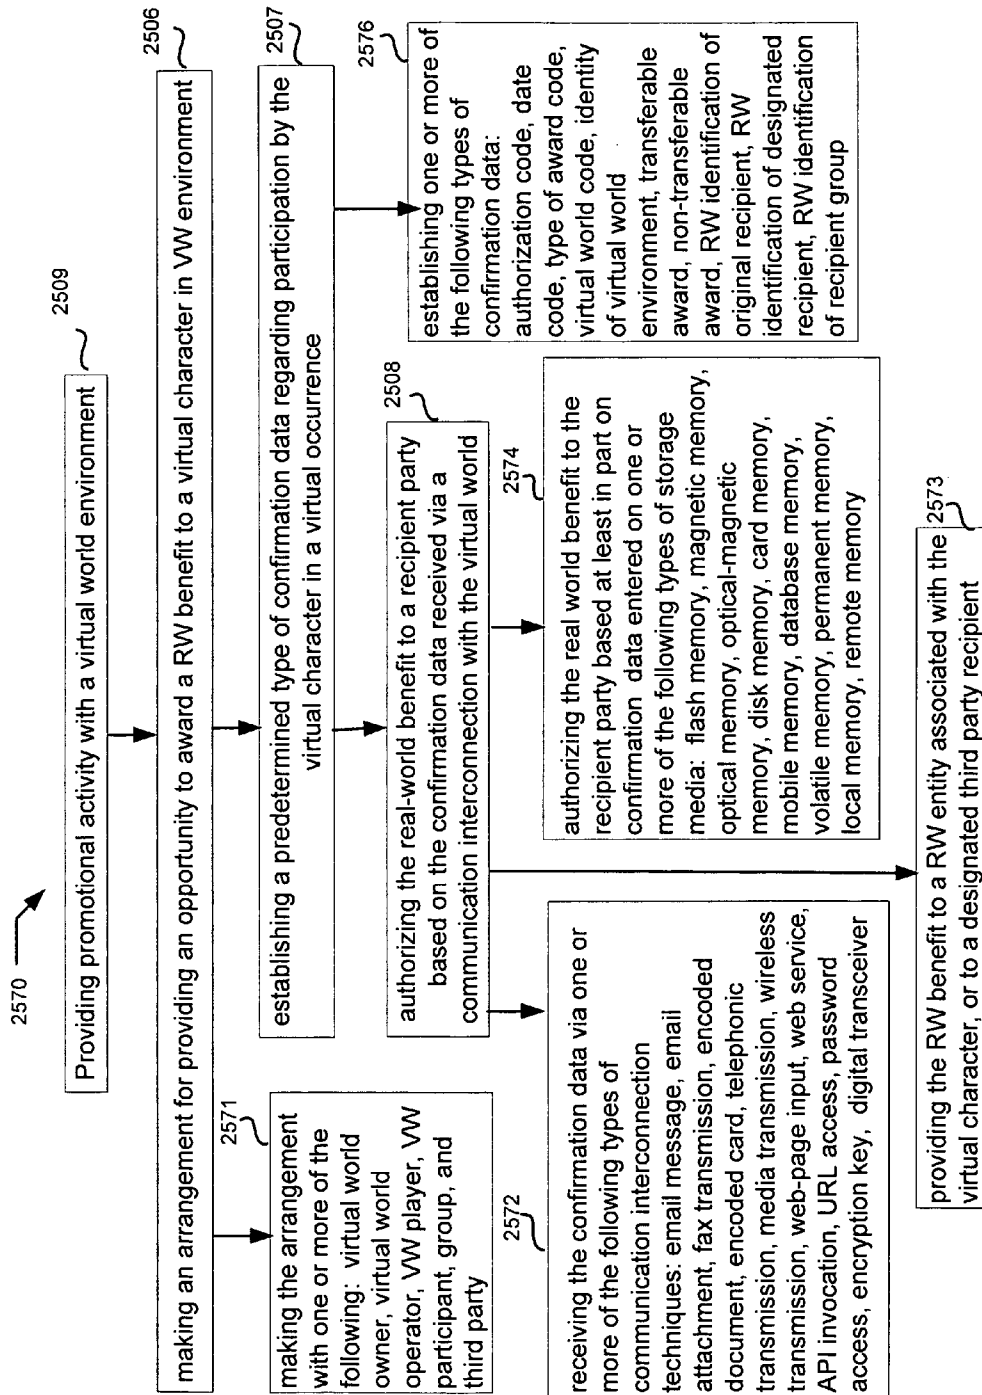 2570
2509
Providing promotional activity with a virtual world environment
2506
making an arrangement for providing an opportunity to award a RW benefit to a virtual character in VW environment
2571
making the arrangement
with one or more of the
following: virtual world
owner, virtual world
operator, VW player, VW
participant, group, and
third party
2507
establishing a predetermined type of confirmation data regarding participation by the
virtual character in a virtual occurrence
2508
authorizing the real-world benefit to a recipient party
based on the confirmation data received via a
communication interconnection with the virtual world
2576
establishing one or more of
the following types of
confirmation data:
authorization code, date
code, type of award code,
virtual world code, identity
of virtual world
environment, transferable
award, non-transferable
award, RW identification of
original recipient, RW
identification of designated
recipient, RW identification
of recipient group
2572
receiving the confirmation data via one or
more of the following types of
communication interconnection
techniques: email message, email
attachment, fax transmission, encoded
document, encoded card, telephonic
transmission, media transmission, wireless
transmission, web-page input, web service,
API invocation, URL access, password
access, encryption key, digital transceiver
2574
authorizing the real world benefit to the
recipient party based at least in part on
confirmation data entered on one or
more of the following types of storage
media: flash memory, magnetic memory,
optical memory, optical-magnetic
memory, disk memory, card memory,
mobile memory, database memory,
volatile memory, permanent memory,
local memory, remote memory
2573
providing the RW benefit to a RW entity associated with the
virtual character, or to a designated third party recipient